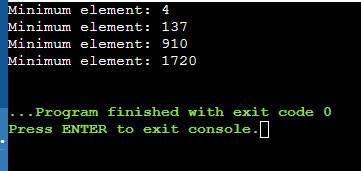 Minimum element: 4
Minimum element: 137
Minimum element: 910
Minimum element: 1720
...Program finished with exit code 0
Press ENTER to exit console.